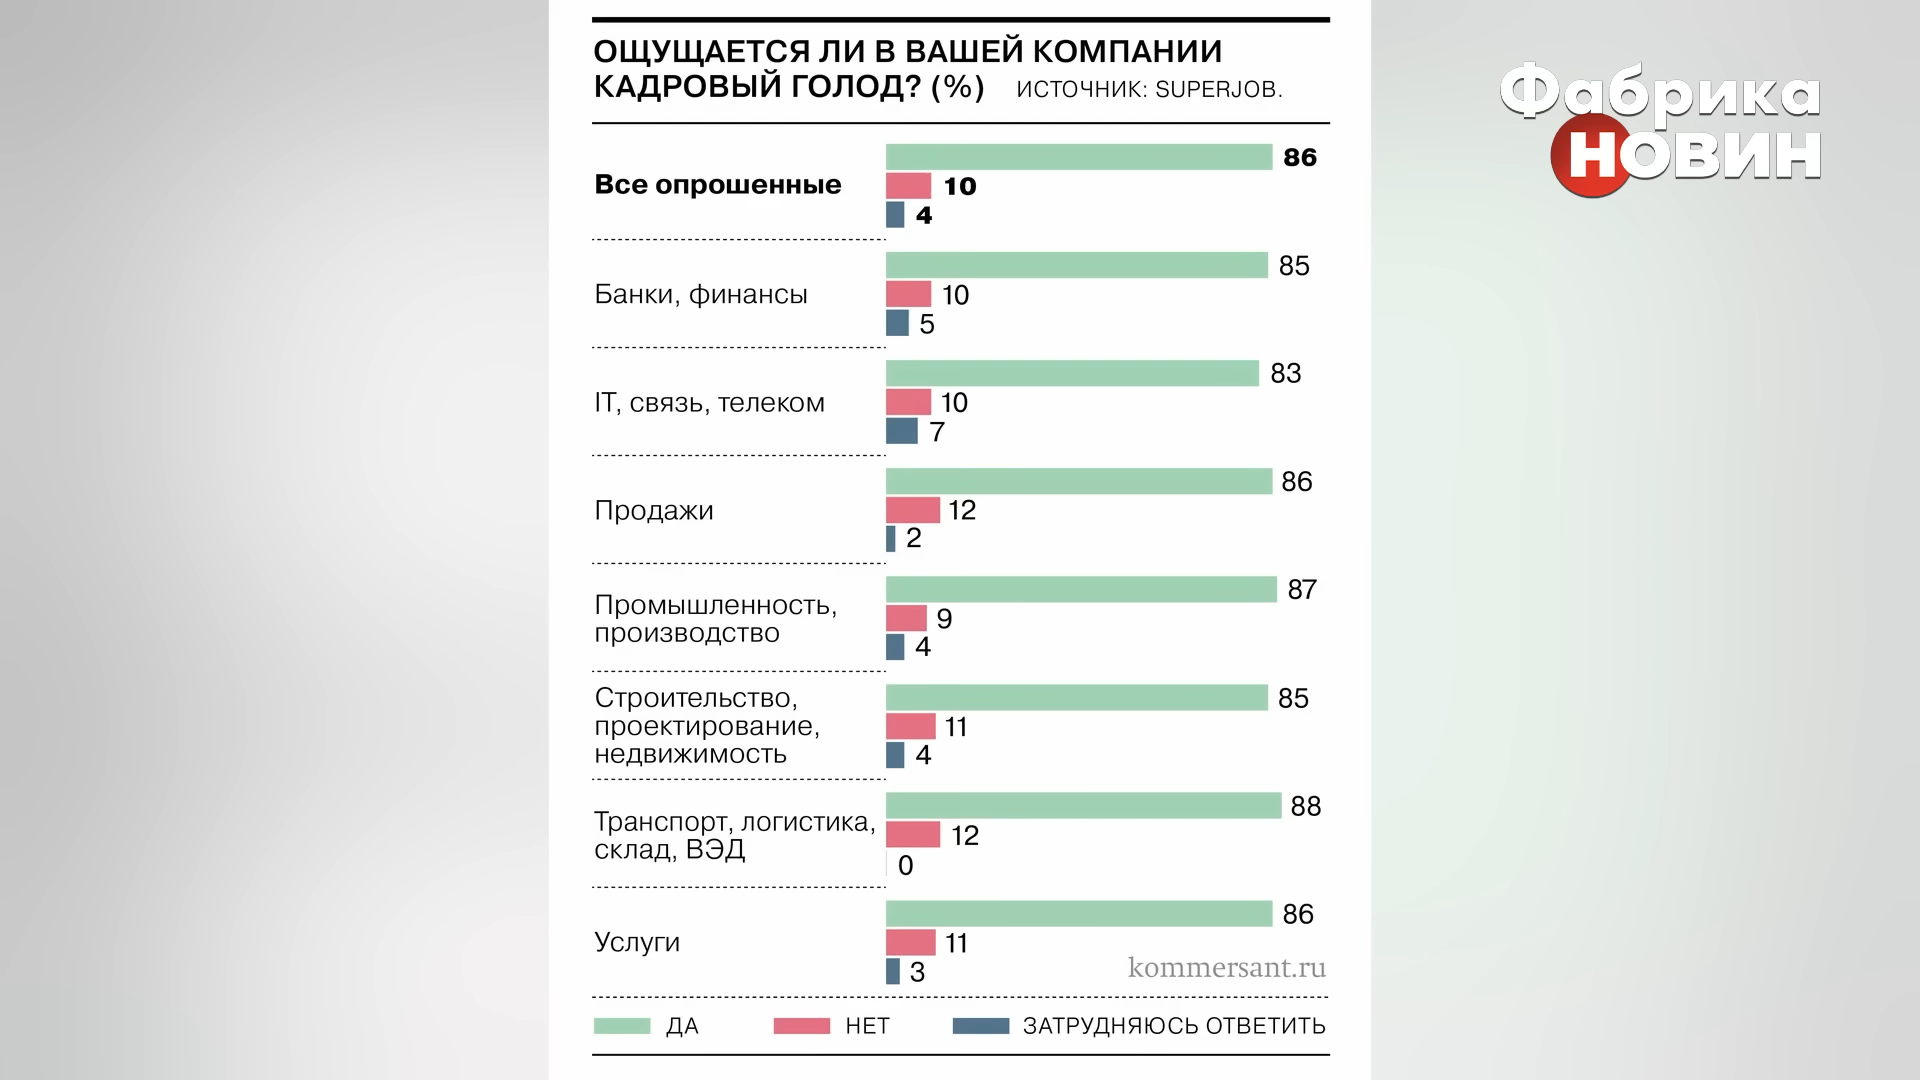 ОЩУЩАЕТСЯ ЛИ В ВАШЕЙ КОМПАНИИ
КАДРОВЫЙ ГОЛОД? (%) ИСТОЧНИК: SUPERJOB.
Фабрика
новин
Все опрошенные
86
10
4
Банки, финансы
85
10
5
IT, связь, телеком
83
10
7
Продажи
86
12
2
Промышленность,
производство
87
9
4
Строительство,
проектирование,
недвижимость
85
11
4
Транспорт, логистика,
склад, ВЭД
88
12
0
Услуги
86
11
3
kommersant.ru
ДА НЕТ ЗАТРУДНЯЮСЬ ОТВЕТИТЬ